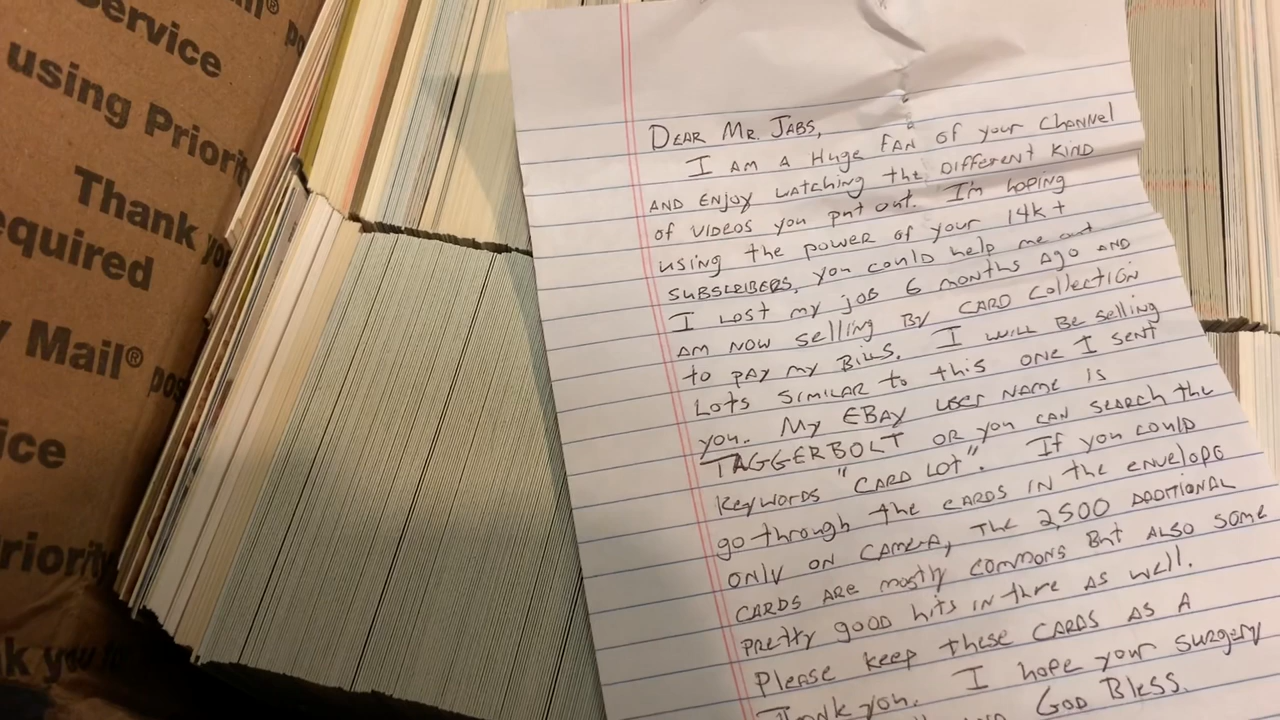 Service
using Priority
Thank you
equired
y Mail® pos
ice
Priority
DEAR MR. JABS,
I AM A Huge FAN of your channel
AND ENJOY WATCHING the DIFFERENT KIND
of VIDEOS you put out. I'm hoping
using the power of your 14k+
SUBSCRIBERS, you could help me out
I LOST my job 6 months AGO AND
AM NOW selling By CARD Collection
to PAY my Bills. I will Be selling
Lots SIMILAR to this ONE I SENT
you. My EBAY USER NAME IS
TAGGERBOLT OR you CAN SEARCH the
Keywords "CARD LOT". If you could
go through the CARDS IN the ENVELOPE
ONLY ON CAMERA, The 2,500 ADDITIONAL
CARDS ARE mostly commons But Also some
Pretty good hits IN thre AS well.
Please keep these CARDS AS A
Thank you. I hope your surgery
God Bless.